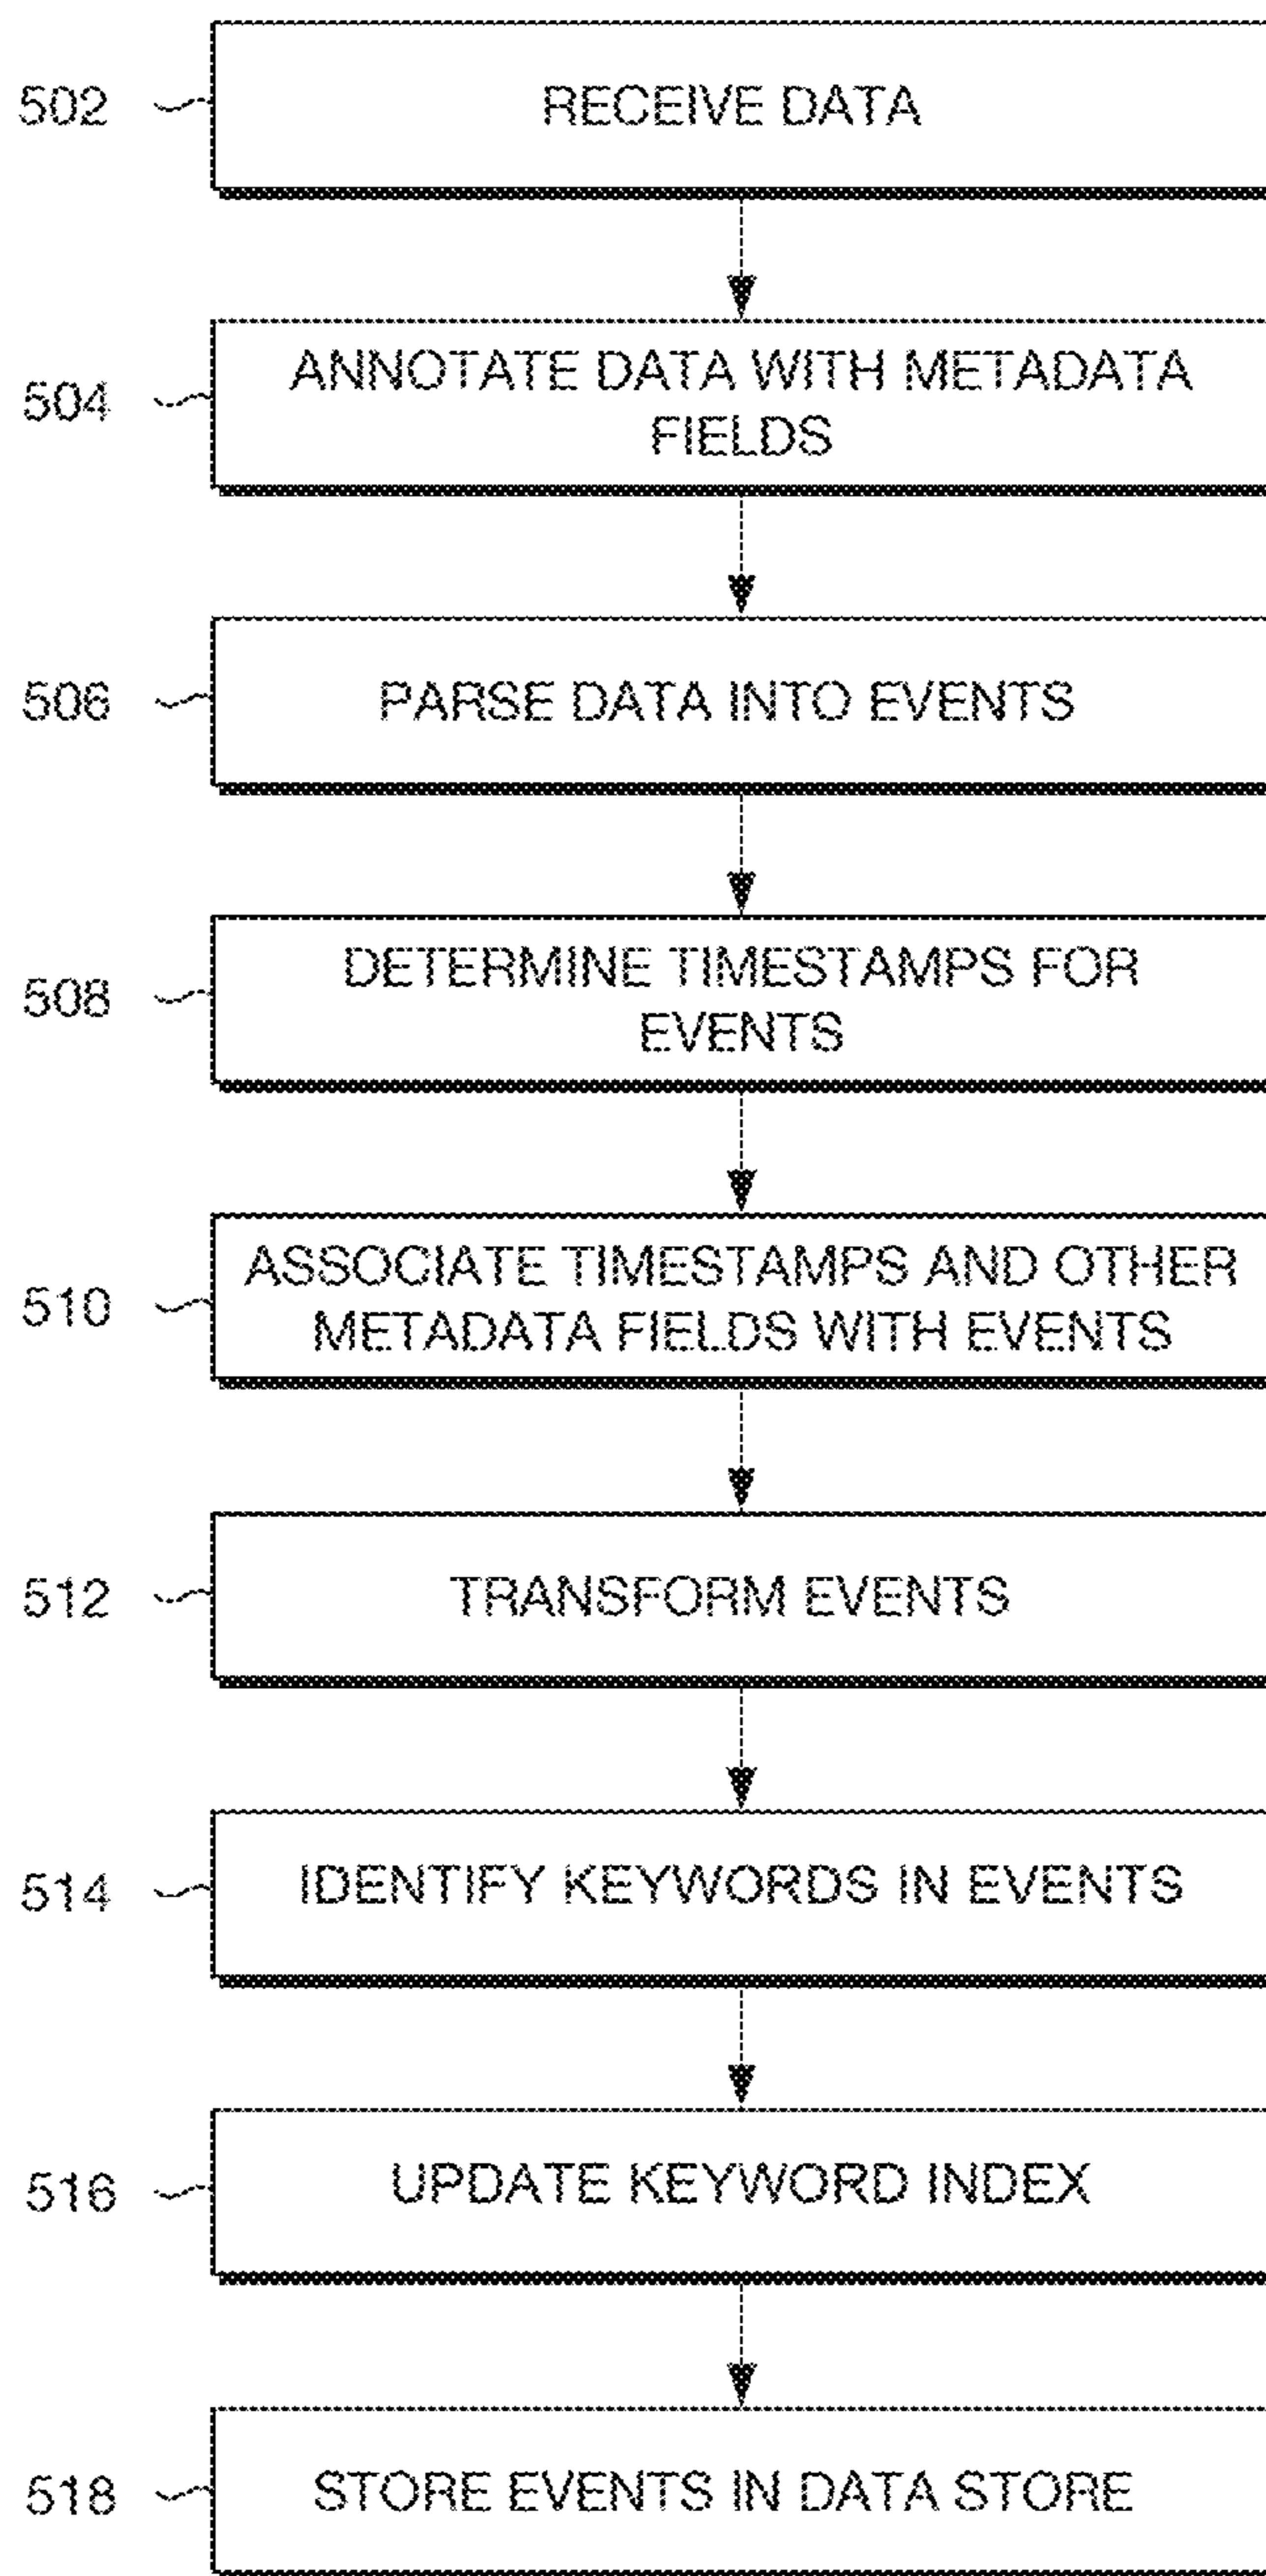 502
RECEIVE DATA
504
ANNOTATE DATA WITH METADATA
FIELDS
506
PARSE DATA INTO EVENTS
508
DETERMINE TIMESTAMPS FOR
EVENTS
510
ASSOCIATE TIMESTAMPS AND OTHER
METADATA FIELDS WITH EVENTS
512
TRANSFORM EVENTS
514
IDENTIFY KEYWORDS IN EVENTS
516
UPDATE KEYWORD INDEX
518
STORE EVENTS IN DATA STORE